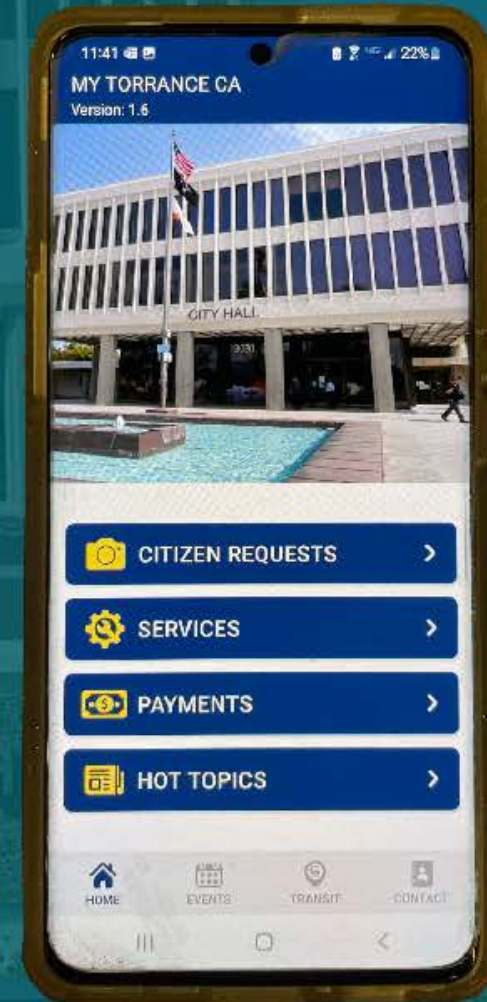 11:41
22%
MY TORRANCE CA
Version: 1.6
CITY HALL
CITIZEN REQUESTS
SERVICES
PAYMENTS
HOT TOPICS
HOME
EVENTS
TRANSIT
CONTACT